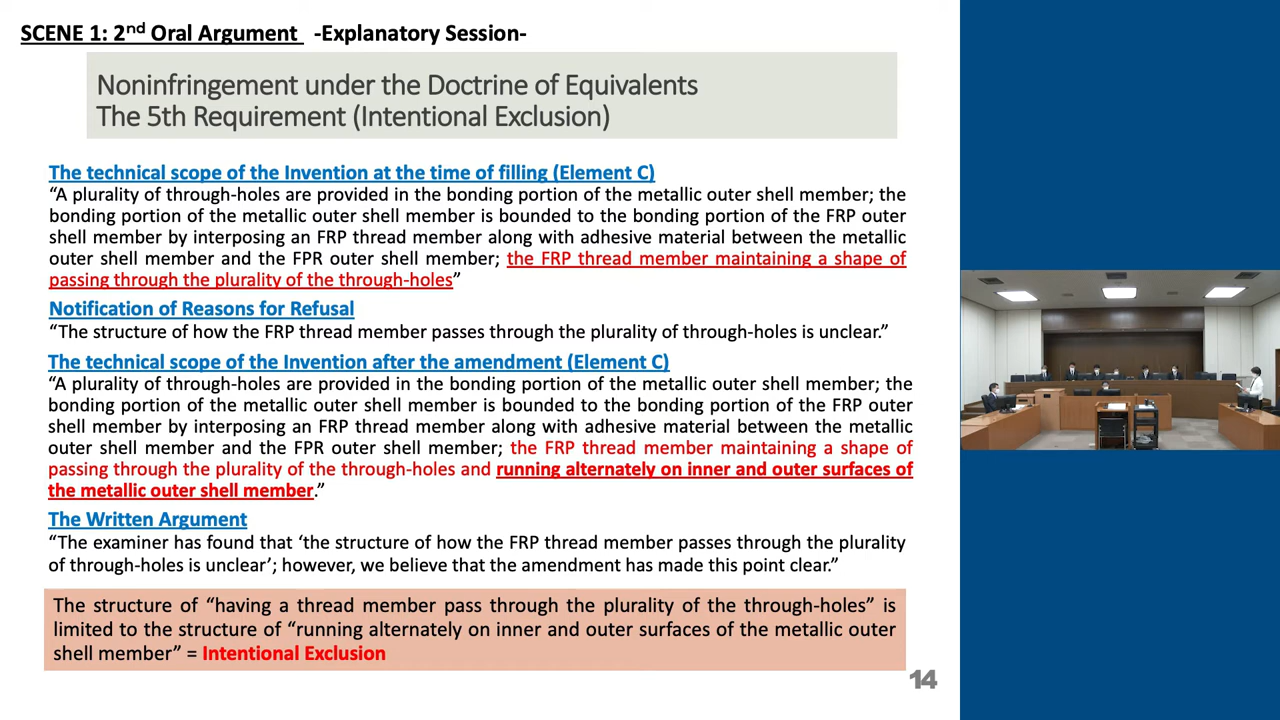 SCENE 1: 2nd Oral Argument -Explanatory Session-
Noninfringement under the Doctrine of Equivalents
The 5th Requirement (Intentional Exclusion)
The technical scope of the Invention at the time of filling (Element C)
“A plurality of through-holes are provided in the bonding portion of the metallic outer shell member; the
bonding portion of the metallic outer shell member is bounded to the bonding portion of the FRP outer
shell member by interposing an FRP thread member along with adhesive material between the metallic
outer shell member and the FPR outer shell member; the FRP thread member maintaining a shape of
passing through the plurality of the through-holes”
Notification of Reasons for Refusal
“The structure of how the FRP thread member passes through the plurality of through-holes is unclear.”
The technical scope of the Invention after the amendment (Element C)
“A plurality of through-holes are provided in the bonding portion of the metallic outer shell member; the
bonding portion of the metallic outer shell member is bounded to the bonding portion of the FRP outer
shell member by interposing an FRP thread member along with adhesive material between the metallic
outer shell member and the FPR outer shell member; the FRP thread member maintaining a shape of
passing through the plurality of the through-holes and running alternately on inner and outer surfaces of
the metallic outer shell member.”
The Written Argument
“The examiner has found that ‘the structure of how the FRP thread member passes through the plurality
of through-holes is unclear’; however, we believe that the amendment has made this point clear.”
The structure of “having a thread member pass through the plurality of the through-holes” is
limited to the structure of “running alternately on inner and outer surfaces of the metallic outer
shell member” = Intentional Exclusion
14